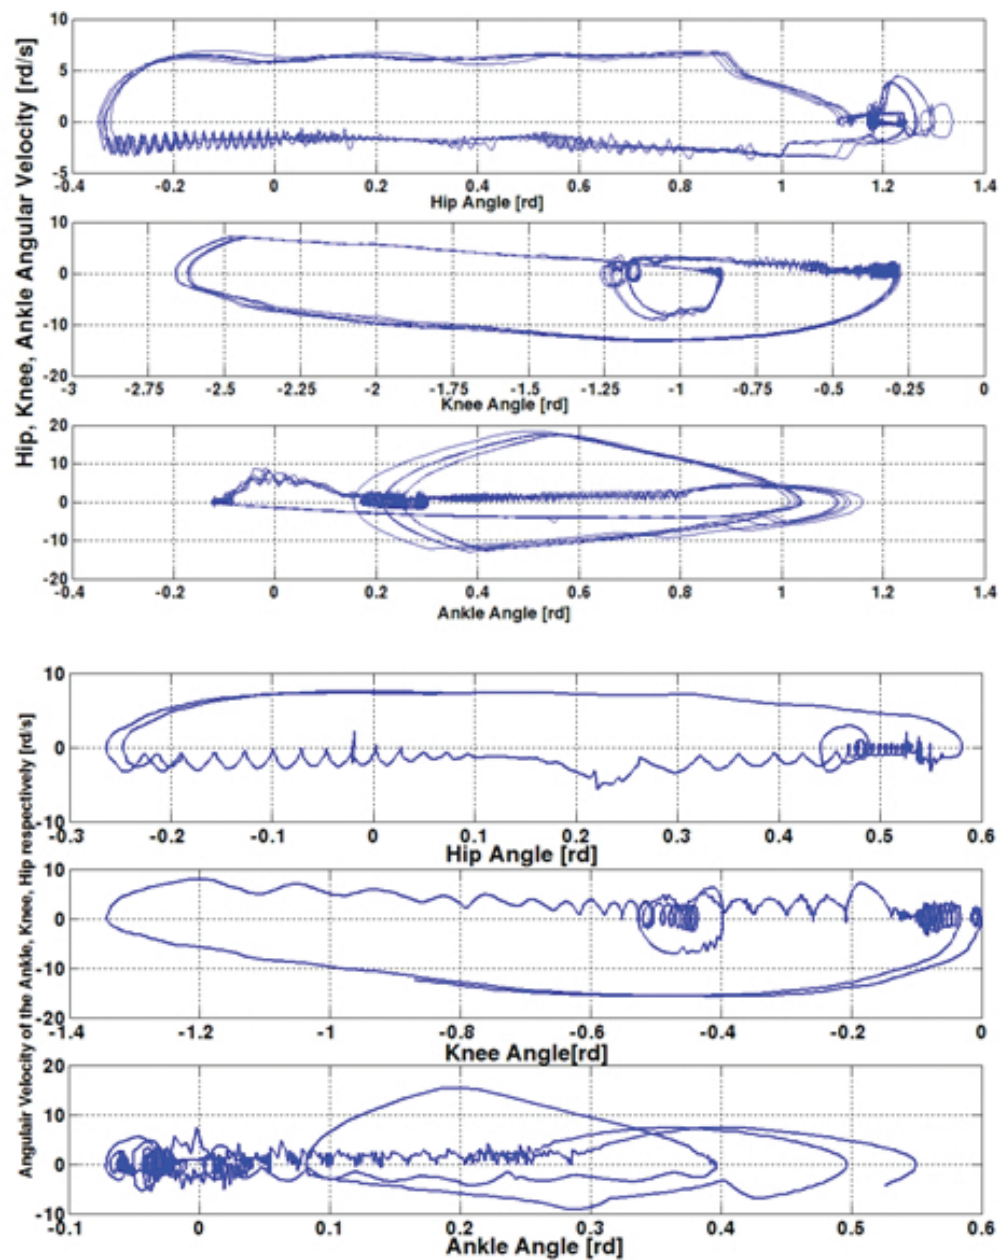 Hip, Knee, Ankle Angular Velocity [rd/s]
10
5
0
-5
-0.4 -0.2 0 0.2 0.4 0.6 0.8 1 1.2 1.4
Hip Angle [rd]
10
0
-10
-20
-3 -2.75 -2.5 -2.25 -2 -1.75 -1.5 -1.25 -1 -0.75 -0.5 -0.25 0
Knee Angle [rd]
20
10
0
-10
-20
-0.4 -0.2 0 0.2 0.4 0.6 0.8 1 1.2 1.4
Ankle Angle [rd]
Angulair Velocity of the Ankle, Knee, Hip respectively [rd/s]
10
0
-10
-0.3 -0.2 -0.1 0 0.1 0.2 0.3 0.4 0.5 0.6
Hip Angle [rd]
10
0
-10
-20
-1.4 -1.2 -1 -0.8 -0.6 -0.4 -0.2 0
Knee Angle[rd]
20
10
0
-10
-0.1 0 0.1 0.2 0.3 0.4 0.5 0.6
Ankle Angle [rd]